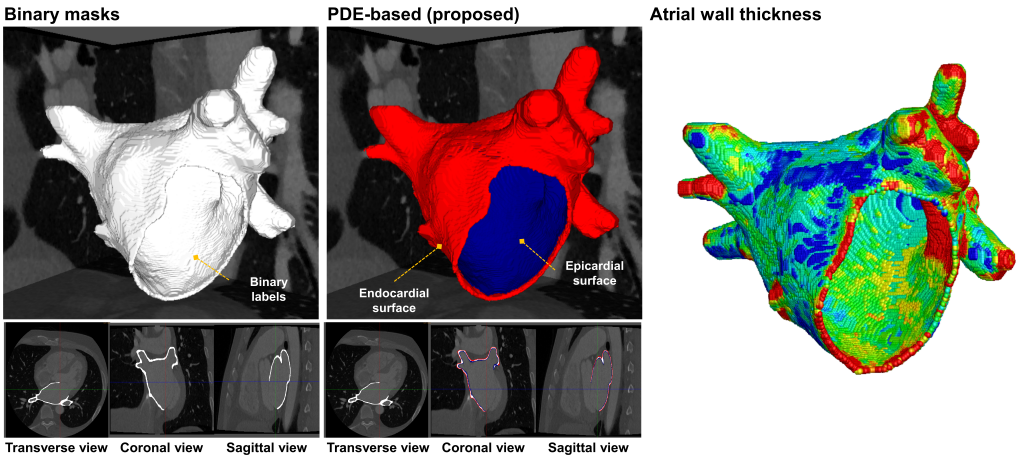 Binary masks
PDE-based (proposed)
Atrial wall thickness
Binary
labels
Endocardial
surface
Epicardial
surface
Transverse view
Coronal view
Sagittal view
Transverse view
Coronal view
Sagittal view